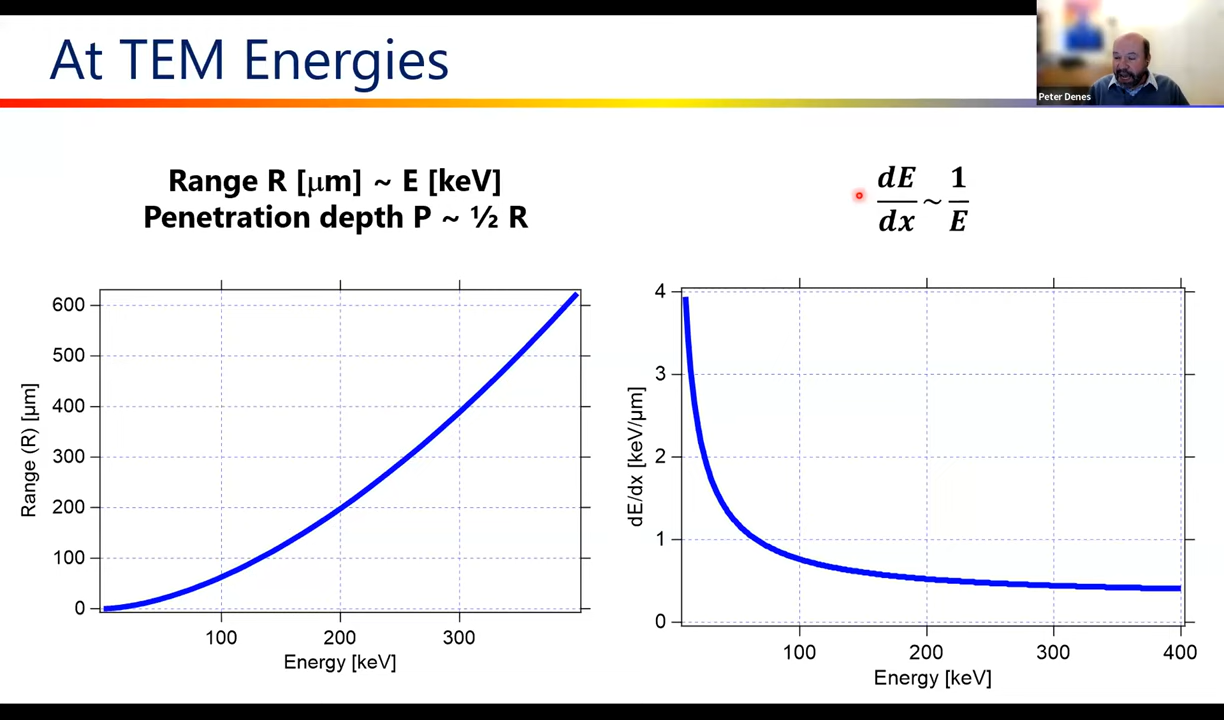 At TEM Energies
Peter Denes
Range R [μm] ~ E [keV]
Penetration depth P ~ ½ R
dE/dx ~ 1/E
600
500
400
300
200
100
0
Range (R) [μm]
100 200 300
Energy [keV]
4
3
2
1
0
dE/dx [keV/μm]
100 200 300 400
Energy [keV]